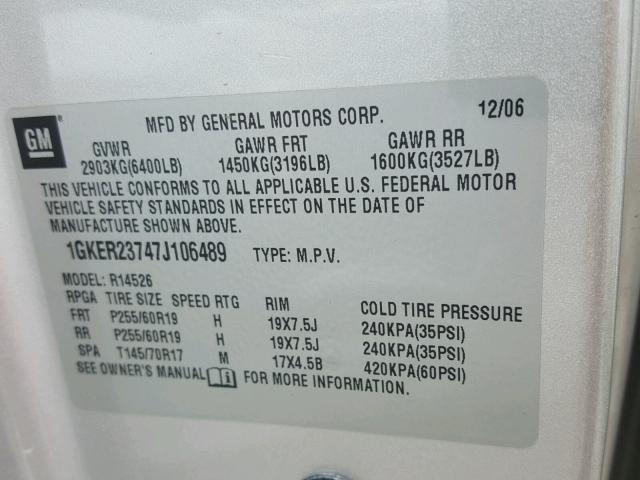 GM ® MFD BY GENERAL MOTORS CORP. 12/06
GVWR GAWR FRT GAWR RR
2903KG(6400LB) 1450KG(3196LB) 1600KG(3527LB)
THIS VEHICLE CONFORMS TO ALL APPLICABLE U.S. FEDERAL MOTOR
VEHICLE SAFETY STANDARDS IN EFFECT ON THE DATE OF
MANUFACTURE SHOWN ABOVE.
1GKER23747J106489 TYPE: M.P.V.
MODEL: R14526
RPGA TIRE SIZE SPEED RTG RIM COLD TIRE PRESSURE
FRT P255/60R19 H 19X7.5J 240KPA(35PSI)
RR P255/60R19 H 19X7.5J 240KPA(35PSI)
SPA T145/70R17 M 17X4.5B 420KPA(60PSI)
SEE OWNER'S MANUAL FOR MORE INFORMATION.